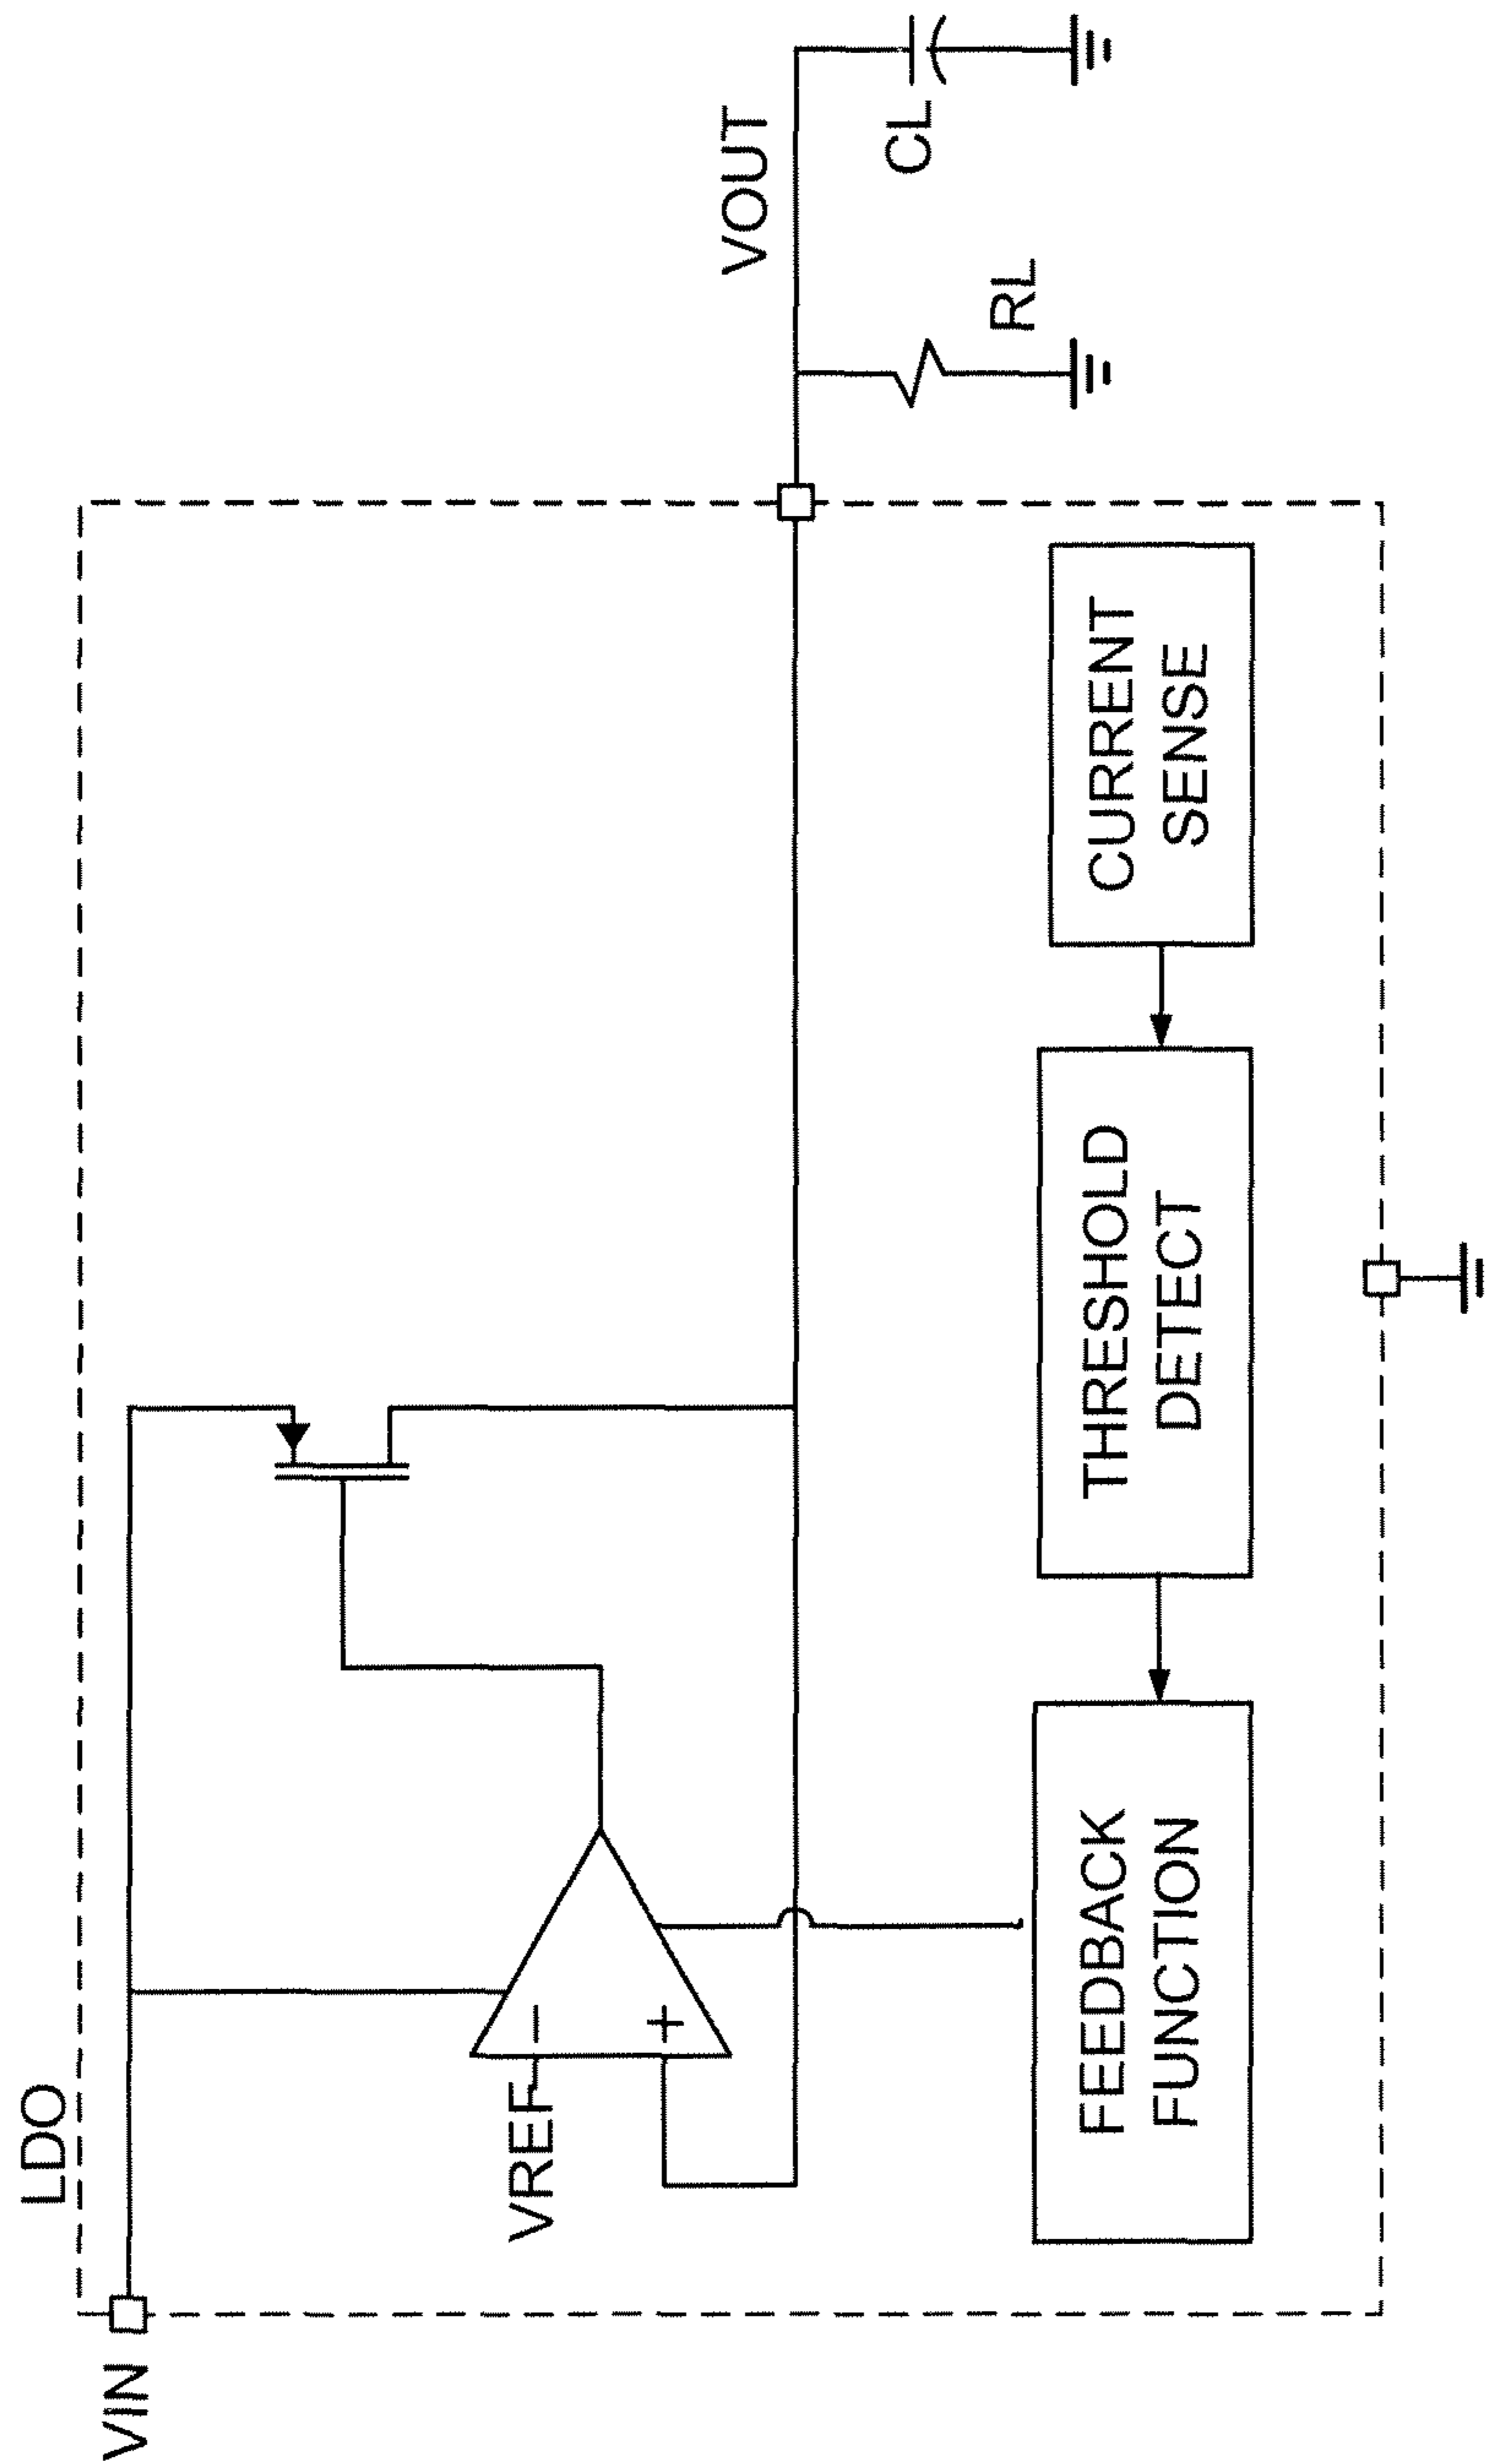 LDO
VIN
VREF
VOUT
RL
CL
FEEDBACK
FUNCTION
THRESHOLD
DETECT
CURRENT
SENSE